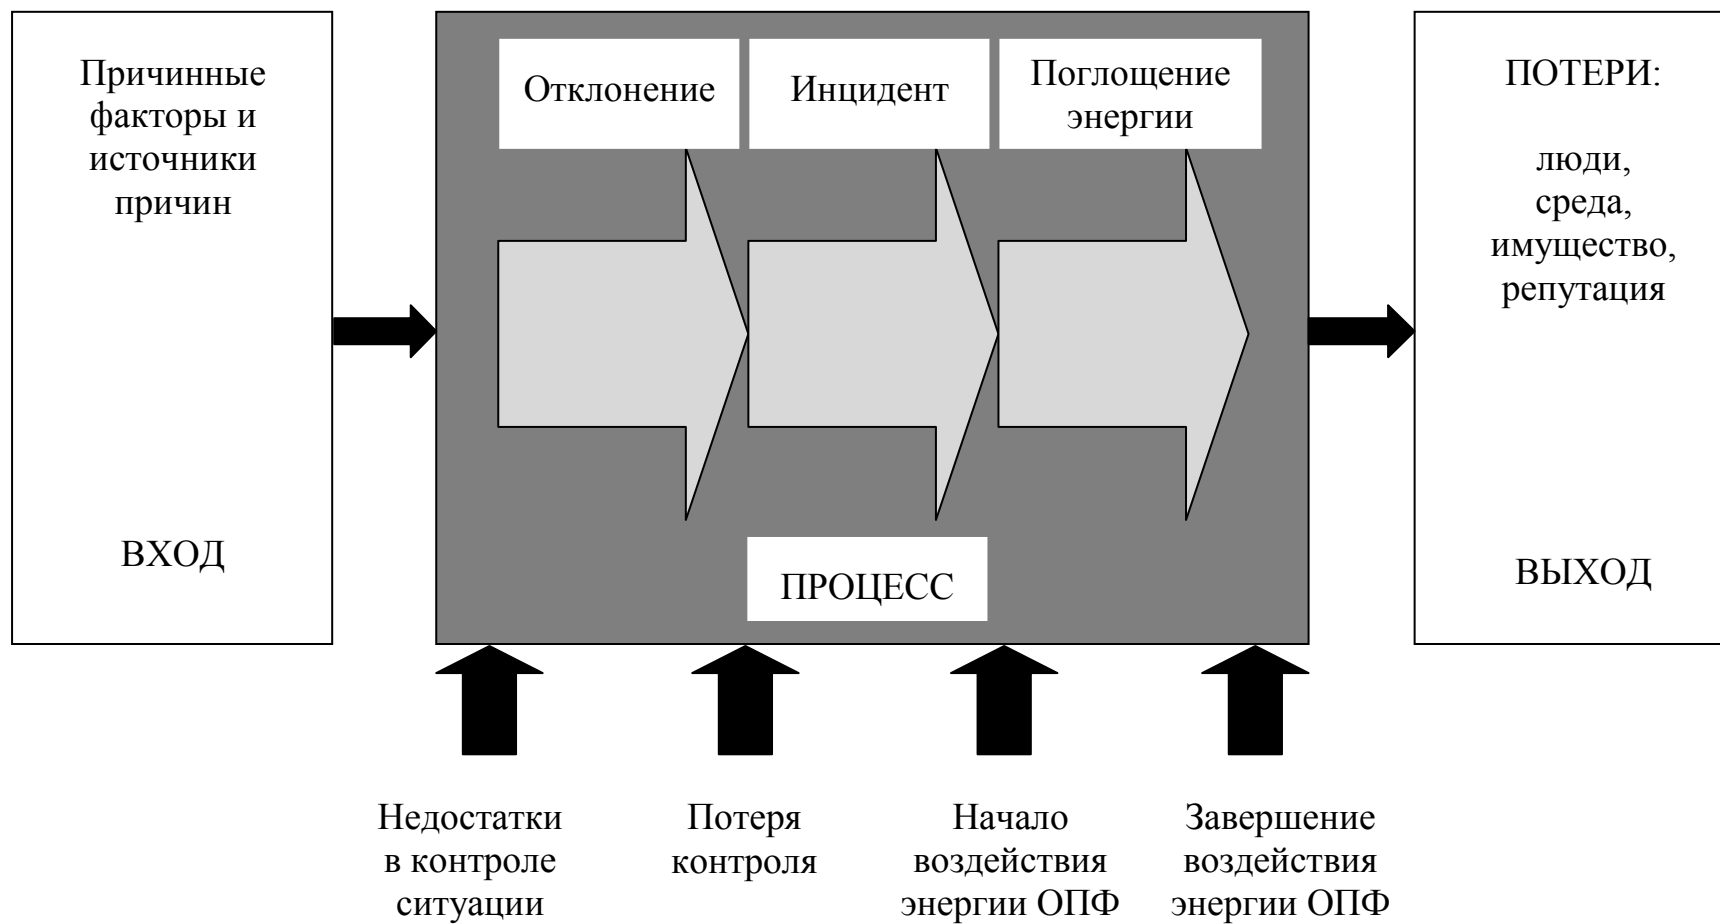 Причинные
факторы и
источники
причин
ВХОД
Отклонение
Инцидент
Поглощение
энергии
ПРОЦЕСС
ПОТЕРИ:
люди,
среда,
имущество,
репутация
ВЫХОД
Недостатки
в контроле
ситуации
Потеря
контроля
Начало
воздействия
энергии ОПФ
Завершение
воздействия
энергии ОПФ